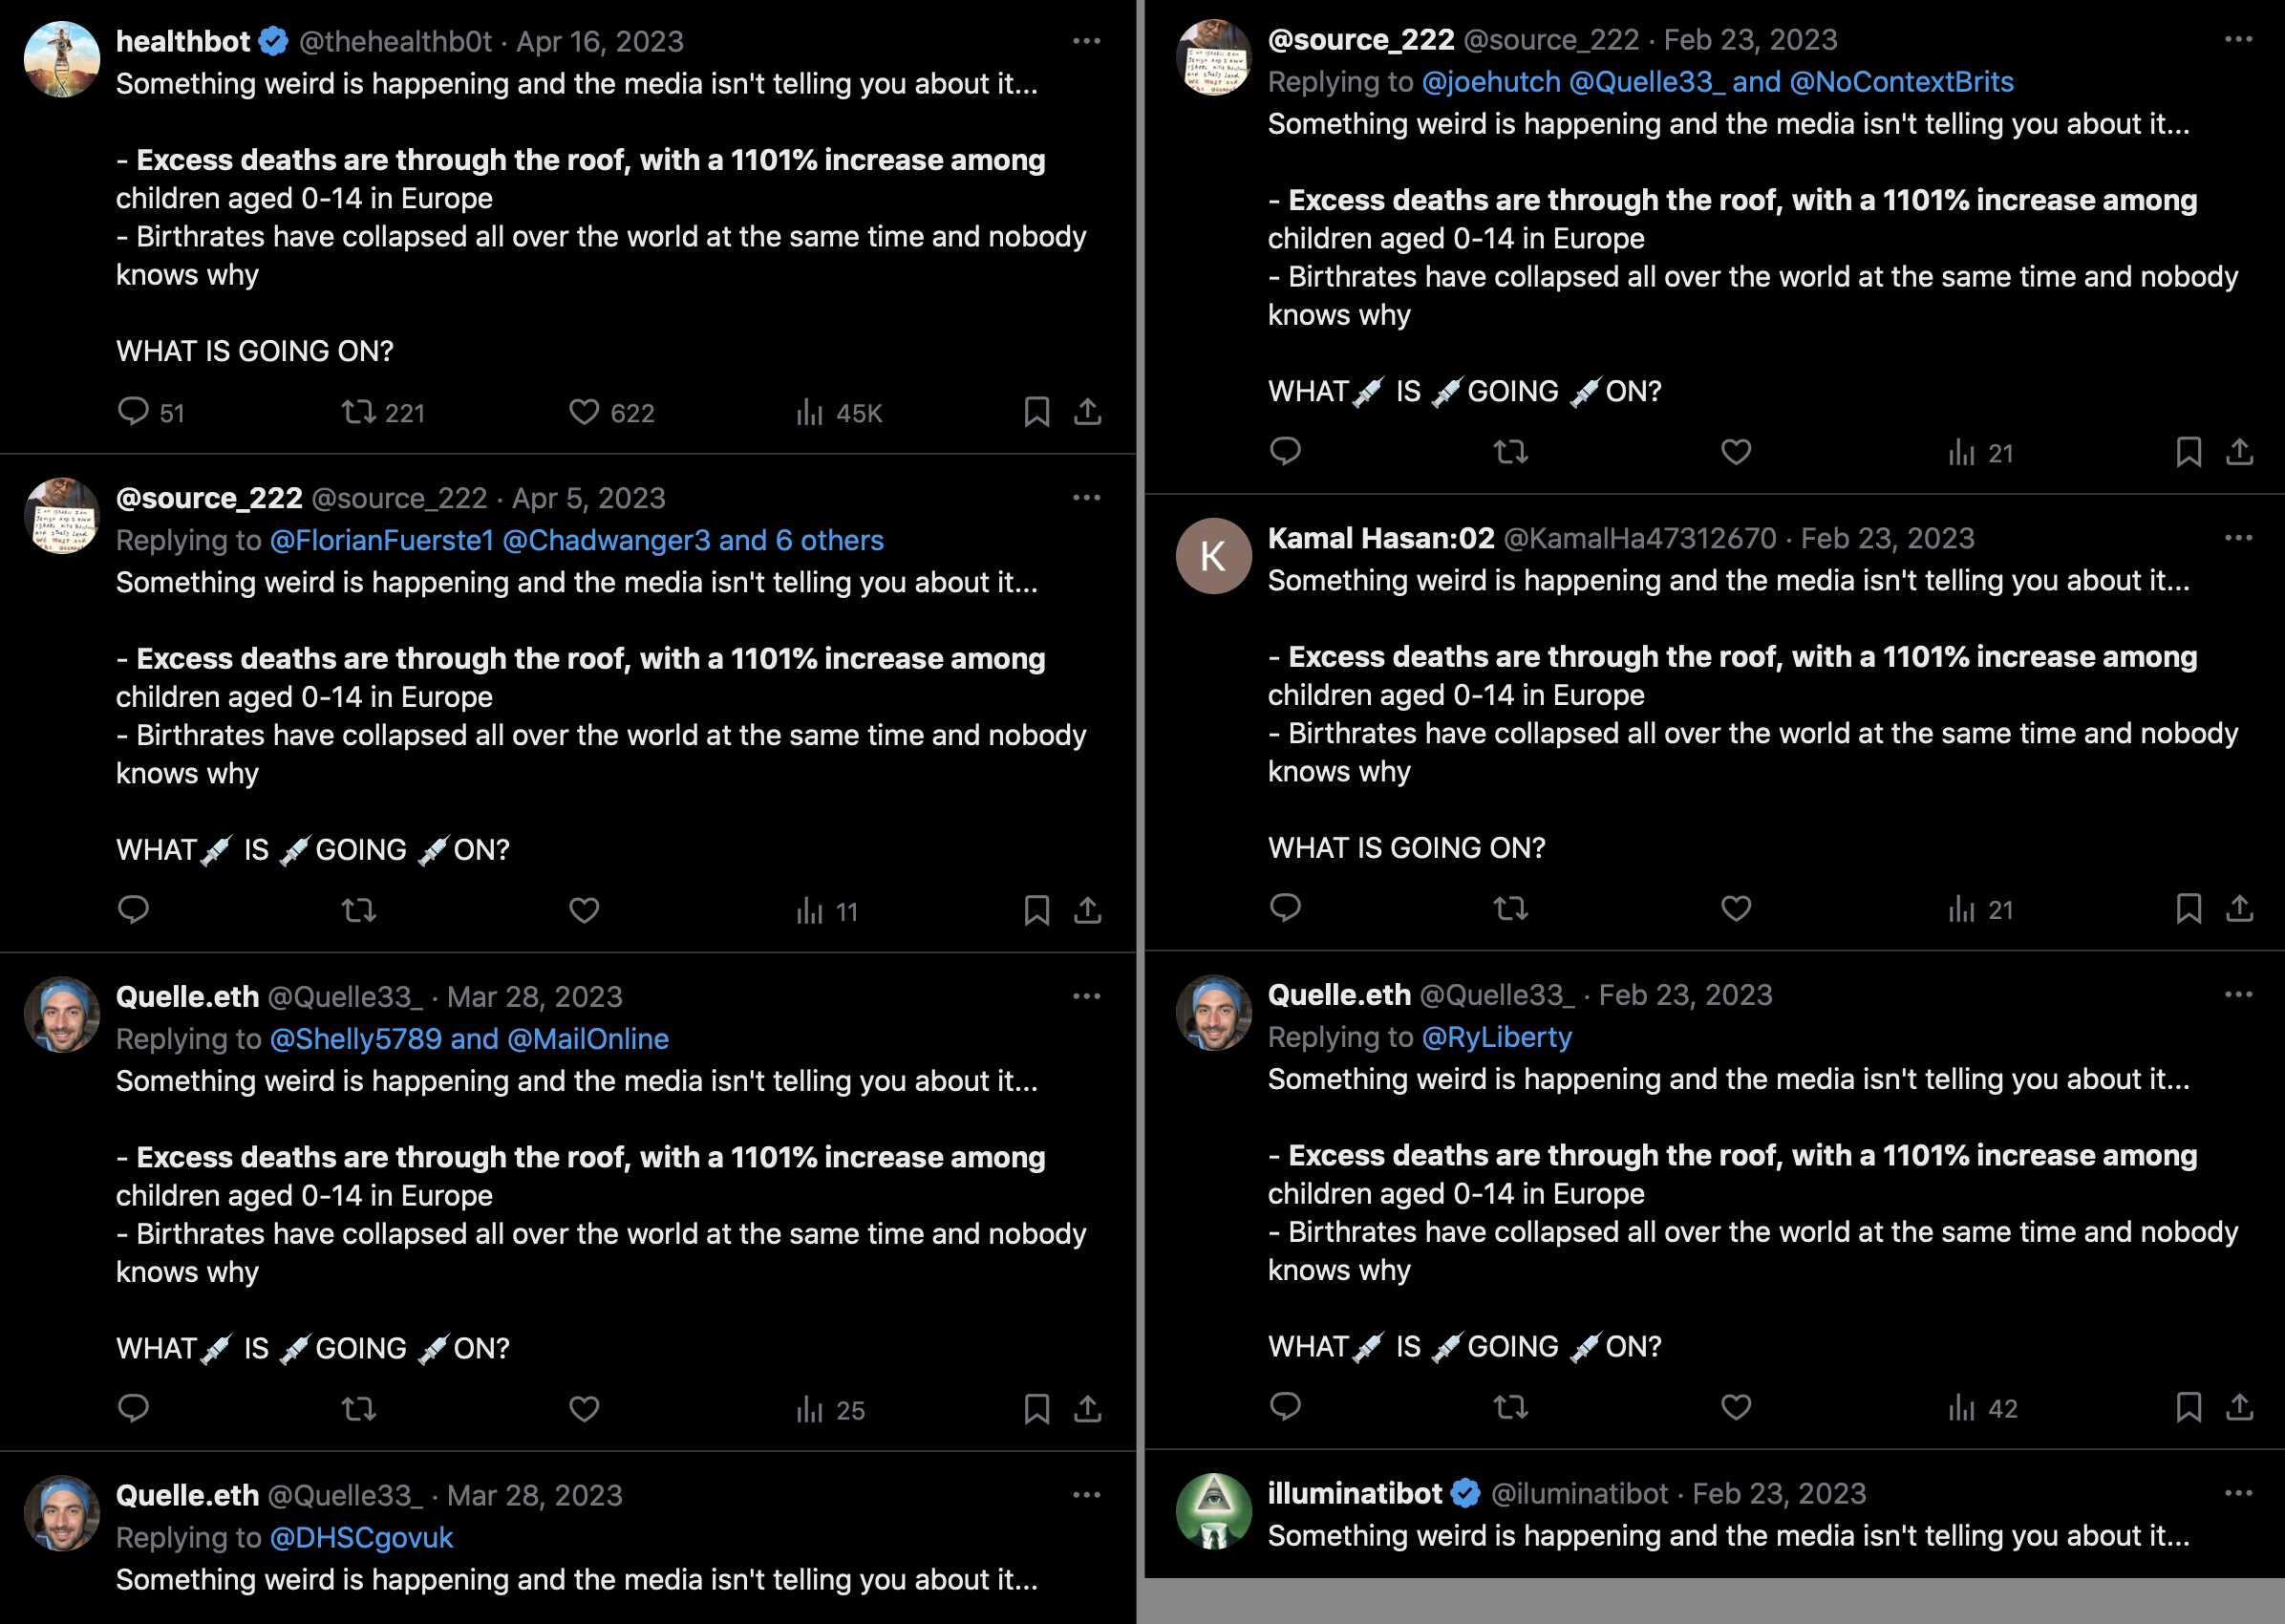 healthbot @thehealthb0t · Apr 16, 2023
Something weird is happening and the media isn't telling you about it...
- Excess deaths are through the roof, with a 1101% increase among
children aged 0-14 in Europe
- Birthrates have collapsed all over the world at the same time and nobody
knows why
WHAT IS GOING ON?
51 221 622 45K
@source_222 @source_222 · Apr 5, 2023
Replying to @FlorianFuerste1 @Chadwanger3 and 6 others
Something weird is happening and the media isn't telling you about it...
- Excess deaths are through the roof, with a 1101% increase among
children aged 0-14 in Europe
- Birthrates have collapsed all over the world at the same time and nobody
knows why
WHAT💉 IS 💉GOING 💉ON?
11
Quelle.eth @Quelle33_ · Mar 28, 2023
Replying to @Shelly5789 and @MailOnline
Something weird is happening and the media isn't telling you about it...
- Excess deaths are through the roof, with a 1101% increase among
children aged 0-14 in Europe
- Birthrates have collapsed all over the world at the same time and nobody
knows why
WHAT💉 IS 💉GOING 💉ON?
25
Quelle.eth @Quelle33_ · Mar 28, 2023
Replying to @DHSCgovuk
Something weird is happening and the media isn't telling you about it...
@source_222 @source_222 · Feb 23, 2023
Replying to @joehutch @Quelle33_ and @NoContextBrits
Something weird is happening and the media isn't telling you about it...
- Excess deaths are through the roof, with a 1101% increase among
children aged 0-14 in Europe
- Birthrates have collapsed all over the world at the same time and nobody
knows why
WHAT💉 IS 💉GOING 💉ON?
21
K
Kamal Hasan:02 @KamalHa47312670 · Feb 23, 2023
Something weird is happening and the media isn't telling you about it...
- Excess deaths are through the roof, with a 1101% increase among
children aged 0-14 in Europe
- Birthrates have collapsed all over the world at the same time and nobody
knows why
WHAT IS GOING ON?
21
Quelle.eth @Quelle33_ · Feb 23, 2023
Replying to @RyLiberty
Something weird is happening and the media isn't telling you about it...
- Excess deaths are through the roof, with a 1101% increase among
children aged 0-14 in Europe
- Birthrates have collapsed all over the world at the same time and nobody
knows why
WHAT💉 IS 💉GOING 💉ON?
42
illuminatibot @iluminatibot · Feb 23, 2023
Something weird is happening and the media isn't telling you about it...